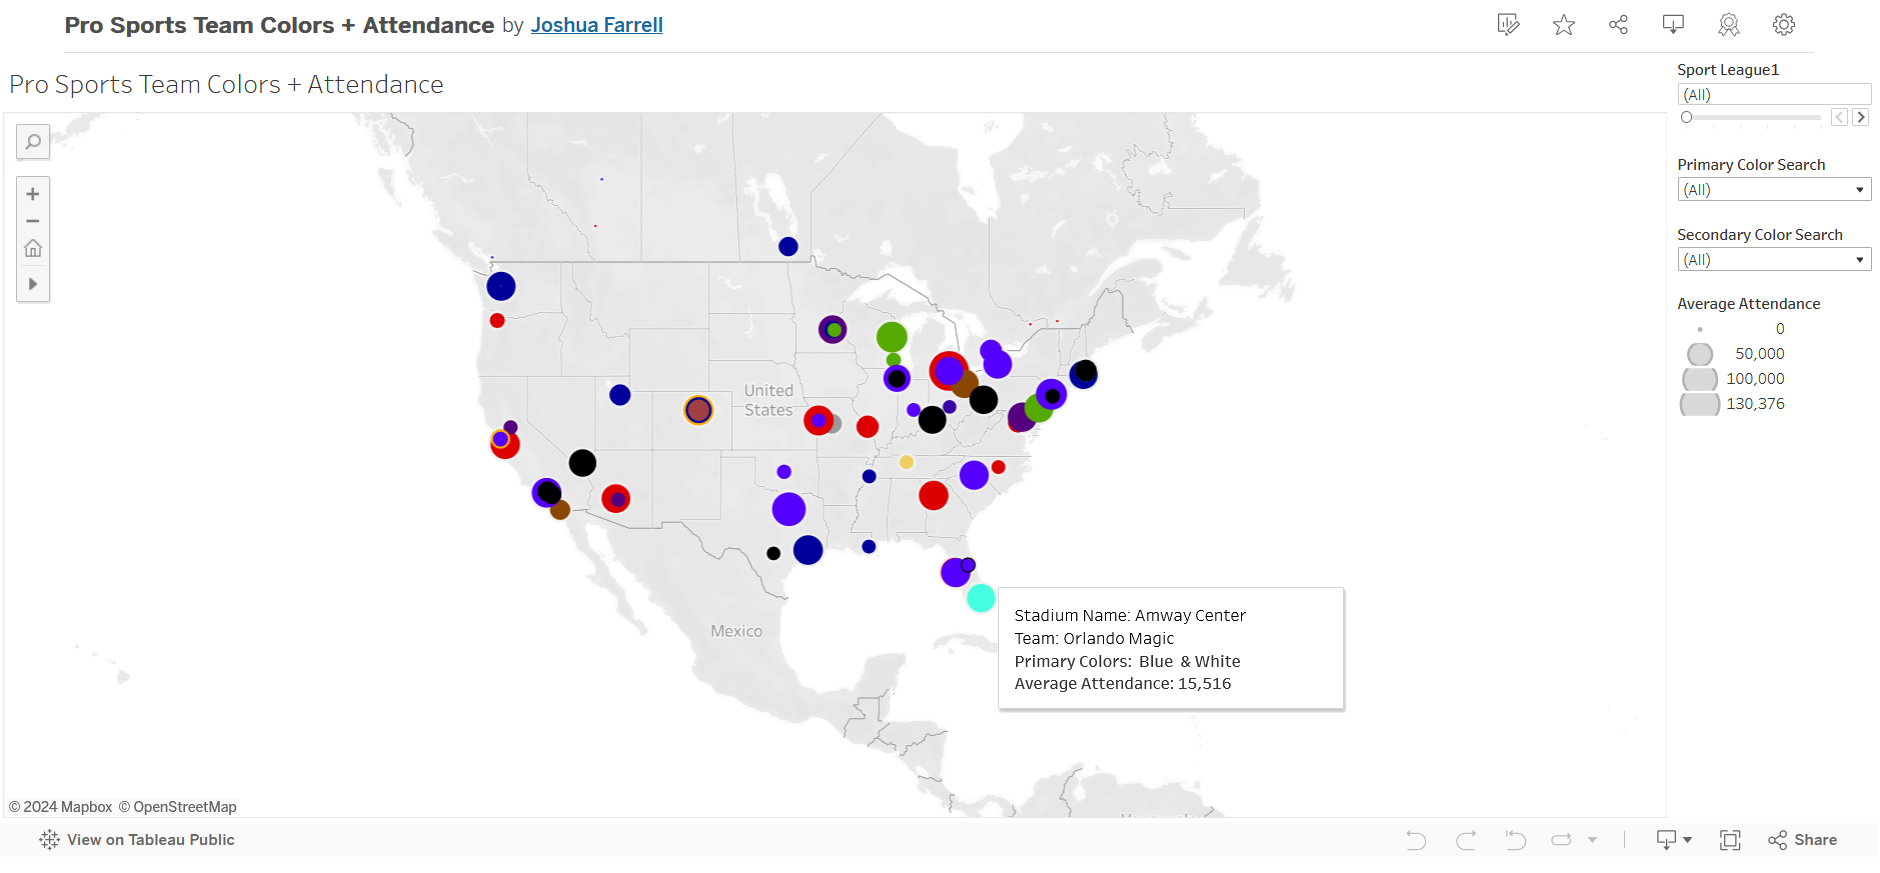 Pro Sports Team Colors + Attendance by Joshua Farrell
Pro Sports Team Colors + Attendance
Sport League1
(All)
Primary Color Search
(All)
Secondary Color Search
(All)
Average Attendance
0
50,000
100,000
130,376
United
States
Mexico
Stadium Name: Amway Center
Team: Orlando Magic
Primary Colors: Blue & White
Average Attendance: 15,516
© 2024 Mapbox © OpenStreetMap
View on Tableau Public
Share